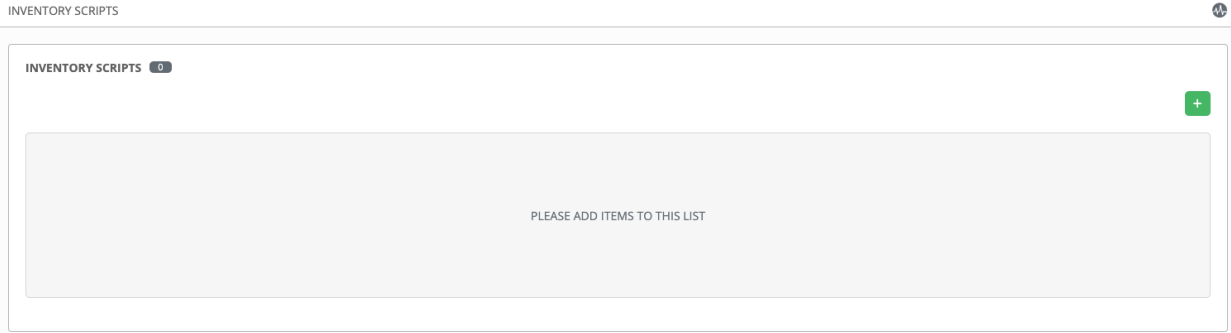 INVENTORY SCRIPTS
INVENTORY SCRIPTS 0
+
PLEASE ADD ITEMS TO THIS LIST